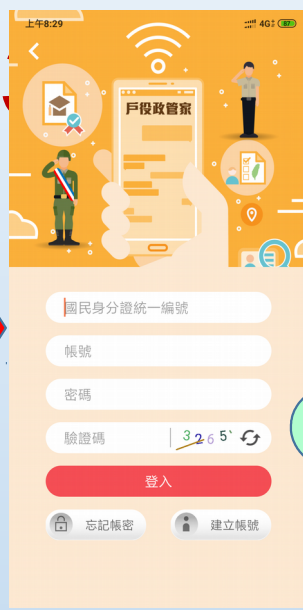 上午8:29 4G 87
戶役政管家
國民身分證統一編號
帳號
密碼
驗證碼 3265
登入
忘記帳密 建立帳號